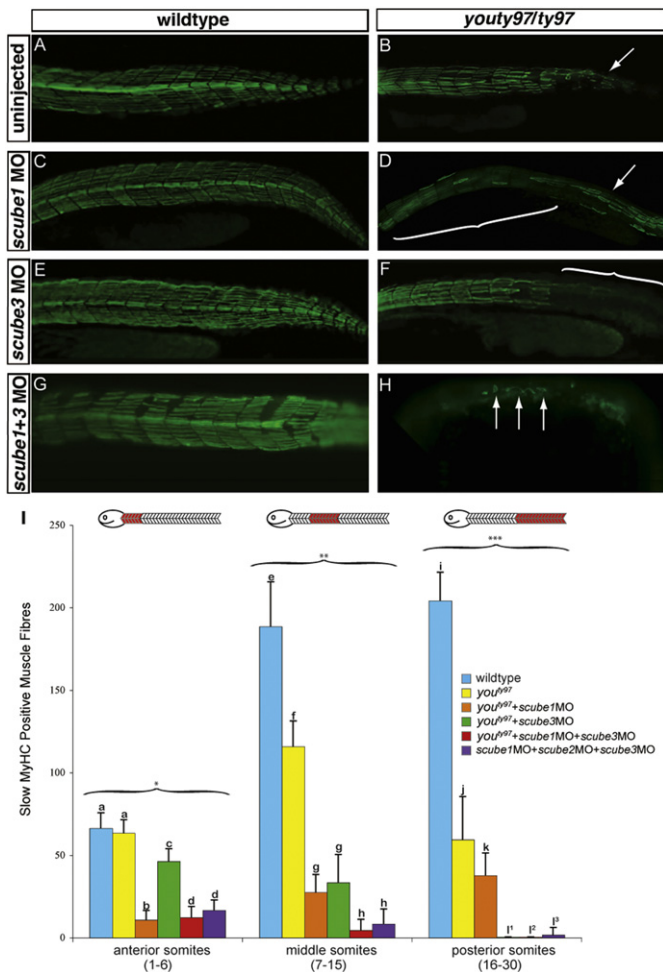 wildtype
youty97/ty97
uninjected
A
B
scube1 MO
C
D
scube3 MO
E
F
scube1+3 MO
G
H
I
Slow MyHC Positive Muscle Fibres
250
200
150
100
50
0
*
a
a
b
c
d
d
**
e
f
g
g
h
h
***
i
j
k
l1
l2
l3
wildtype
youty97
youty97+scube1MO
youty97+scube3MO
youty97+scube1MO+scube3MO
scube1MO+scube2MO+scube3MO
anterior somites
(1-6)
middle somites
(7-15)
posterior somites
(16-30)